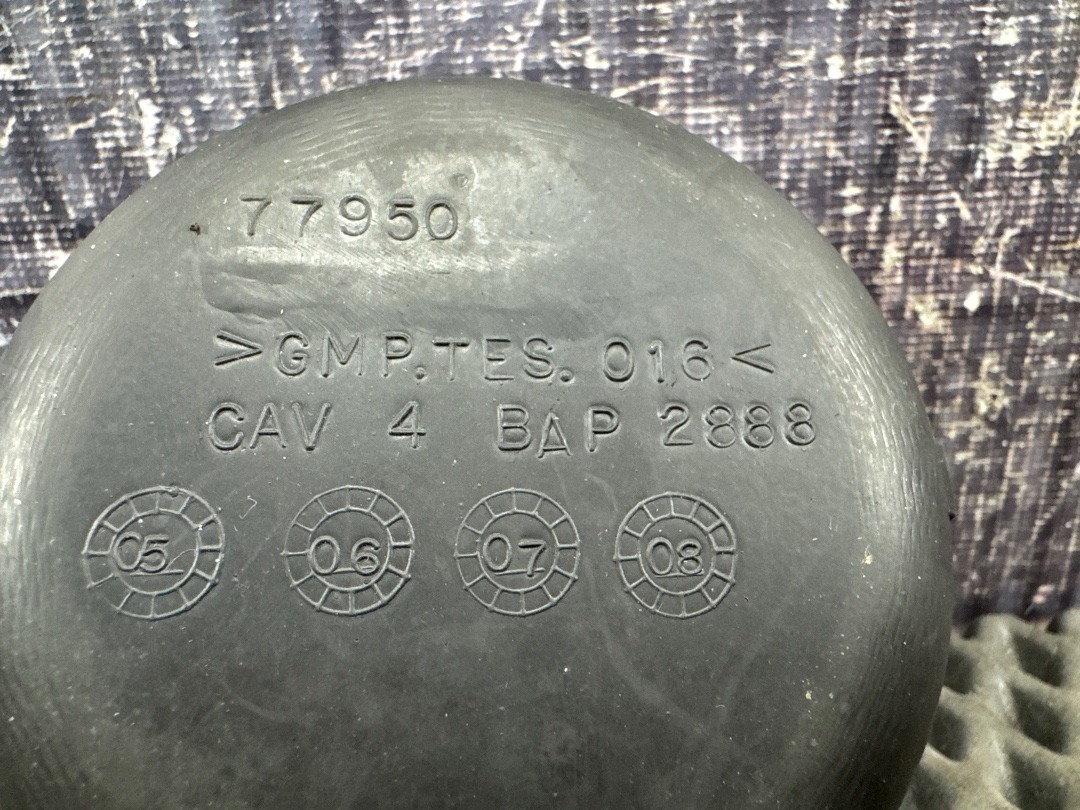 77950
>GMP.TES. 016<
CAV 4 BAP 2888
05 06 07 08